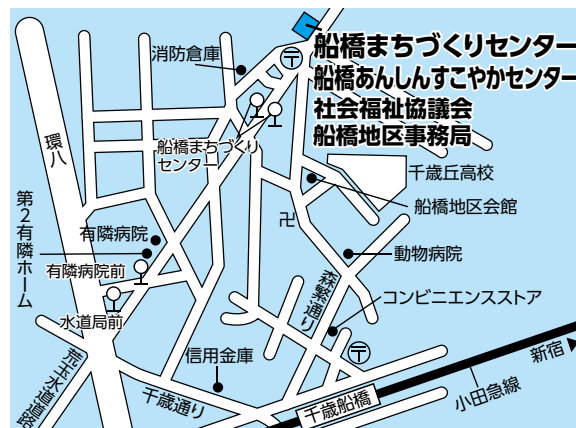 船橋まちづくりセンター
船橋あんしんすこやかセンター
社会福祉協議会
船橋地区事務局
消防倉庫
〒
船橋まちづくり
センター
環八
千歳丘高校
船橋地区会館
第2有隣ホーム
有隣病院
卍
動物病院
有隣病院前
森繁通り
コンビニエンスストア
水道局前
〒
新宿
信用金庫
荒玉水道道路
千歳通り
千歳船橋
小田急線